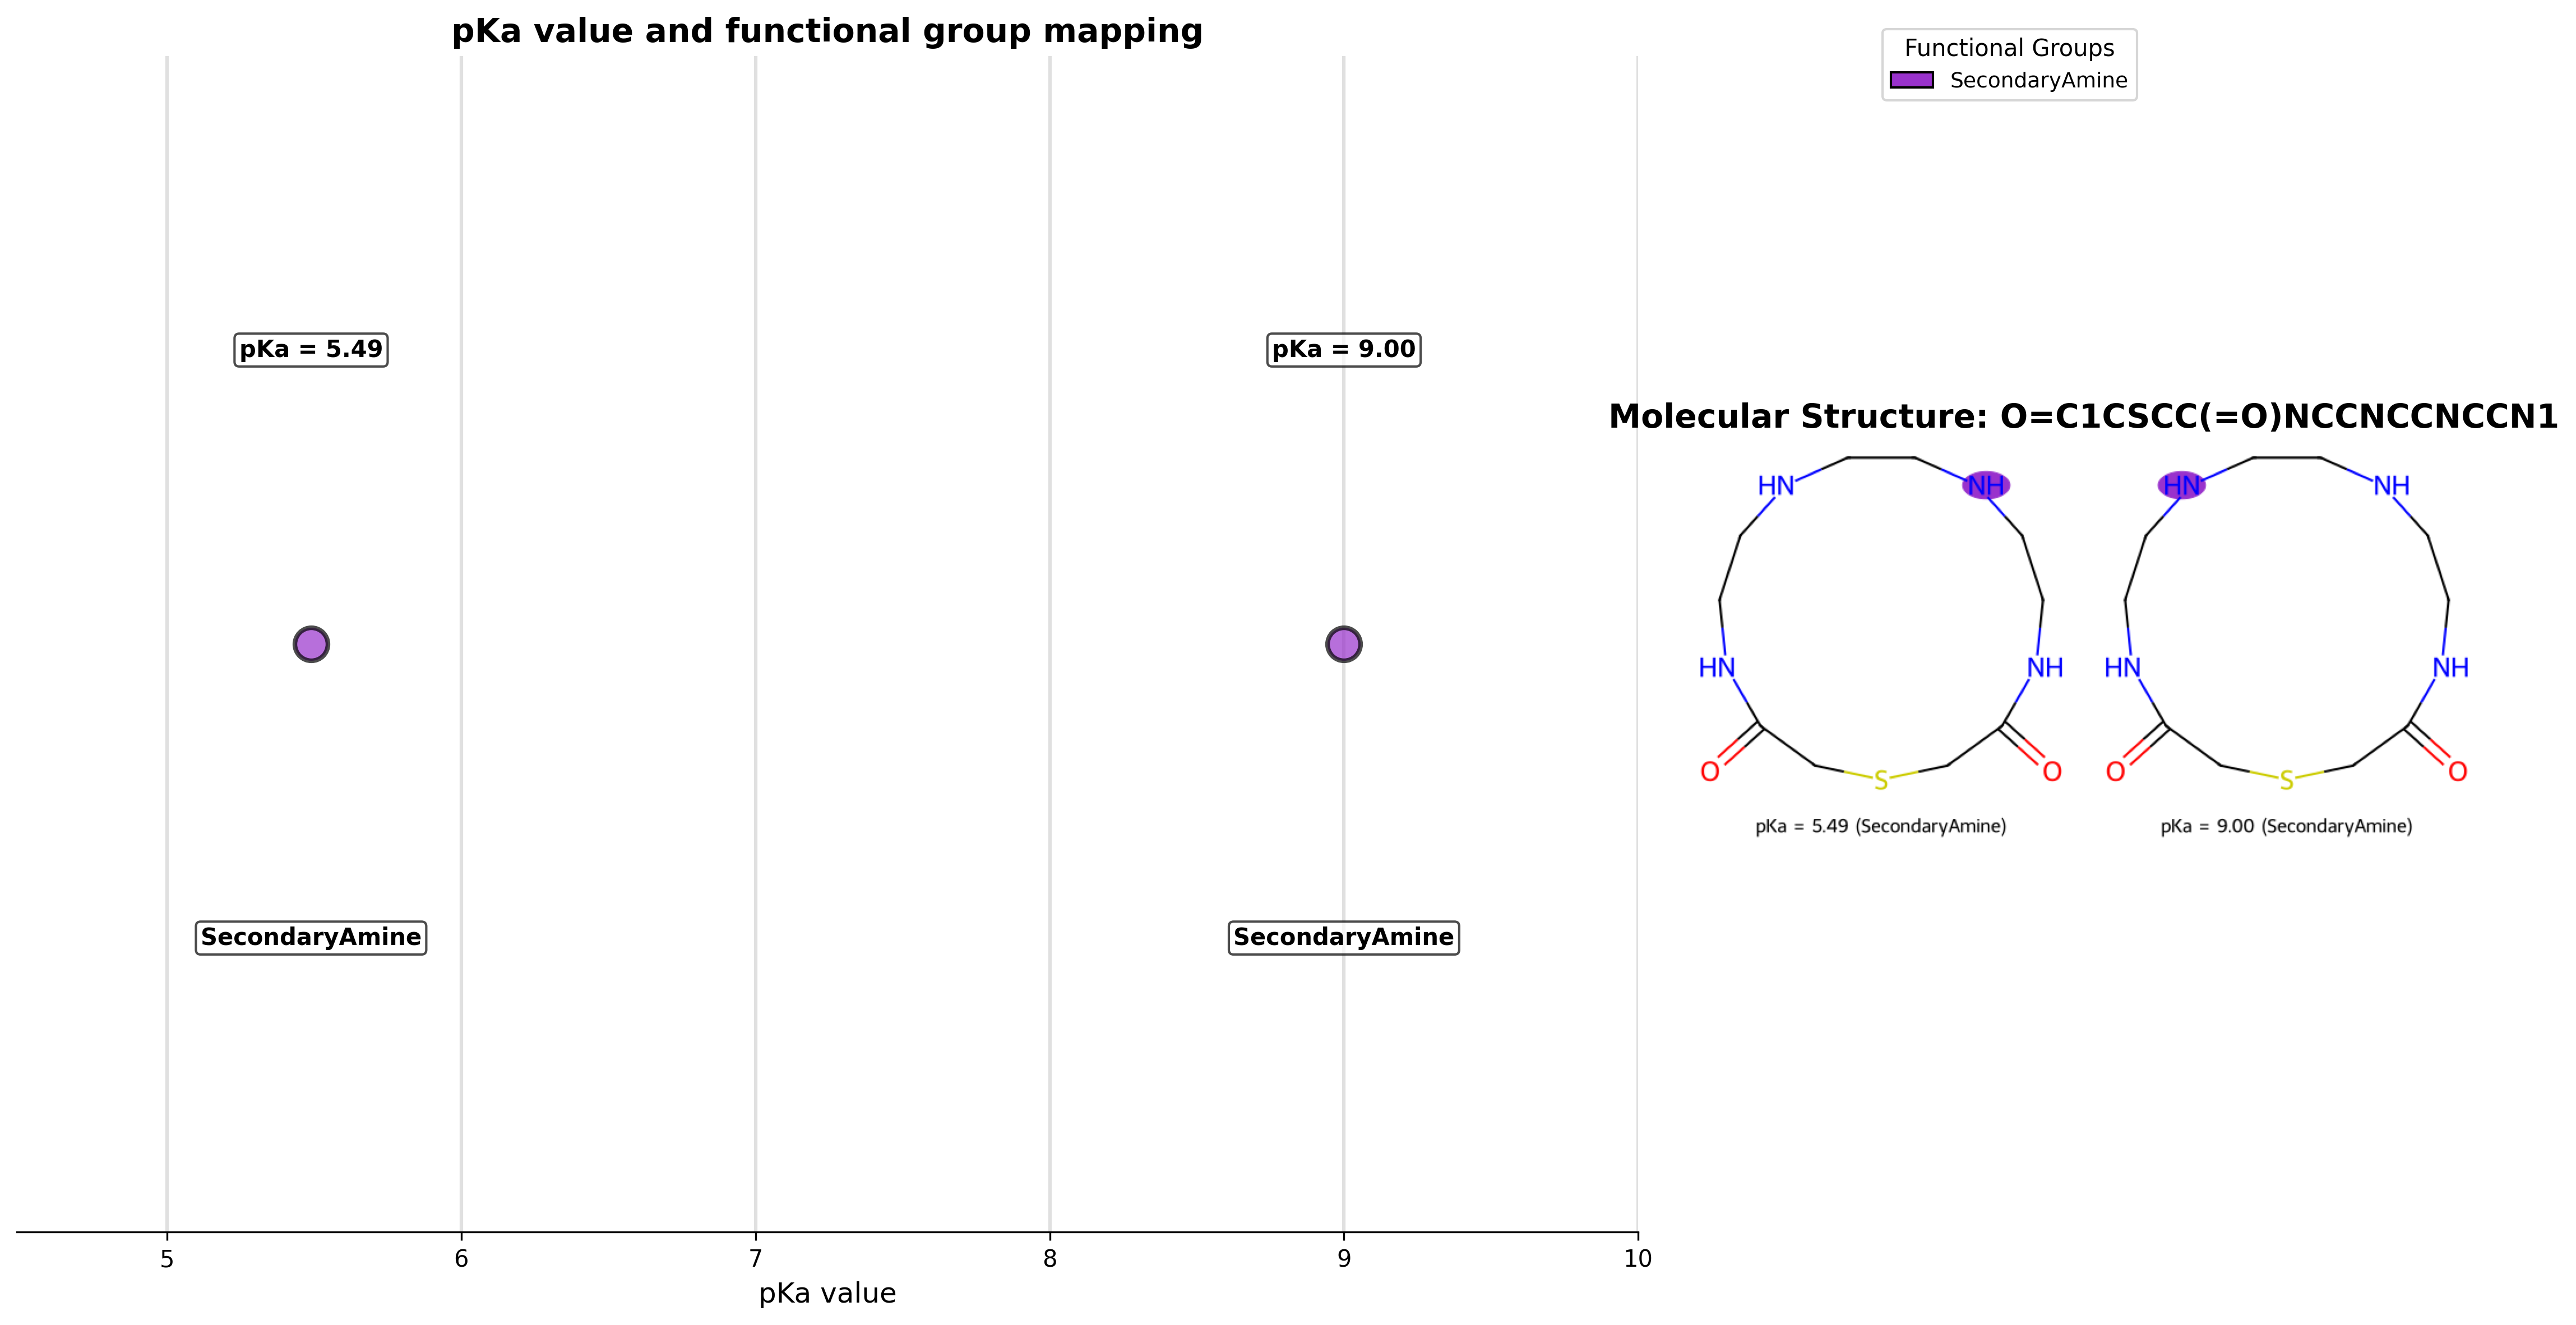 pKa value and functional group mapping
Functional Groups
SecondaryAmine
pKa = 5.49
pKa = 9.00
SecondaryAmine
SecondaryAmine
5
6
7
8
9
10
pKa value
Molecular Structure: O=C1CSCC(=O)NCCNCCNCCN1
HN
NH
HN
NH
O
S
O
pKa = 5.49 (SecondaryAmine)
HN
NH
HN
NH
O
S
O
pKa = 9.00 (SecondaryAmine)